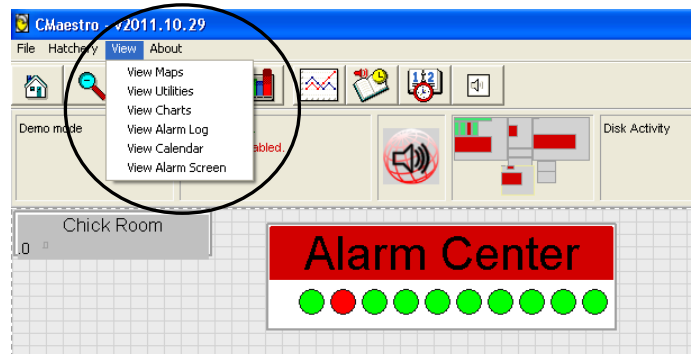 CMaestro - v2011.10.29
File Hatchery View About
View Maps
View Utilities
View Charts
View Alarm Log
View Calendar
View Alarm Screen
Demo mode
abled.
Disk Activity
Chick Room
.0
Alarm Center